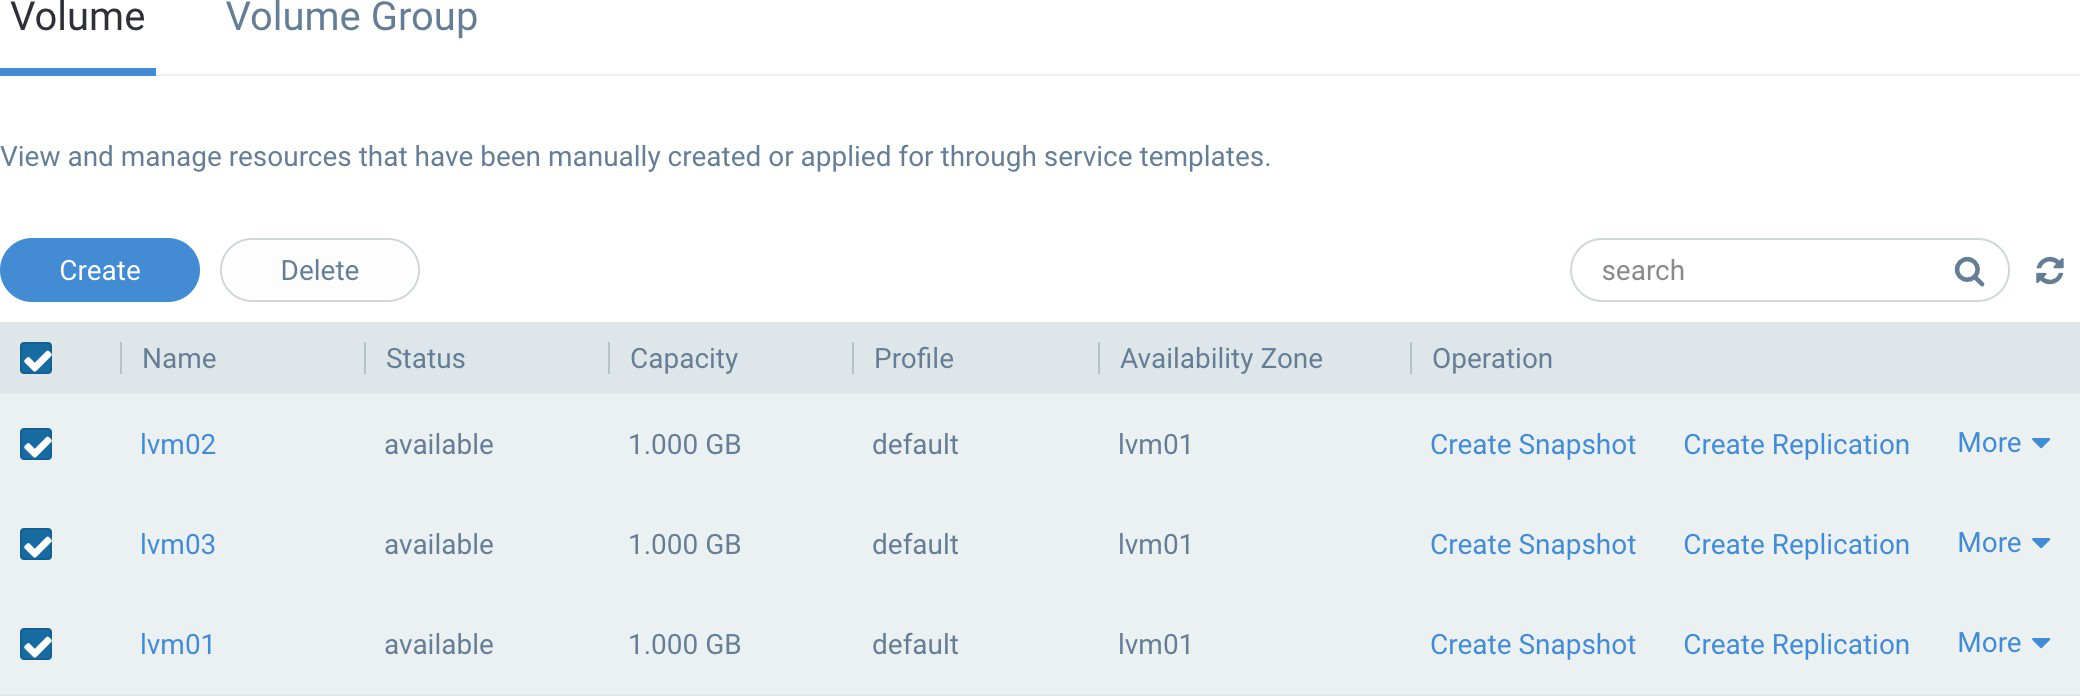 Volume Volume Group
View and manage resources that have been manually created or applied for through service templates.
Create Delete search
Name Status Capacity Profile Availability Zone Operation
lvm02 available 1.000 GB default lvm01 Create Snapshot Create Replication More
lvm03 available 1.000 GB default lvm01 Create Snapshot Create Replication More
lvm01 available 1.000 GB default lvm01 Create Snapshot Create Replication More